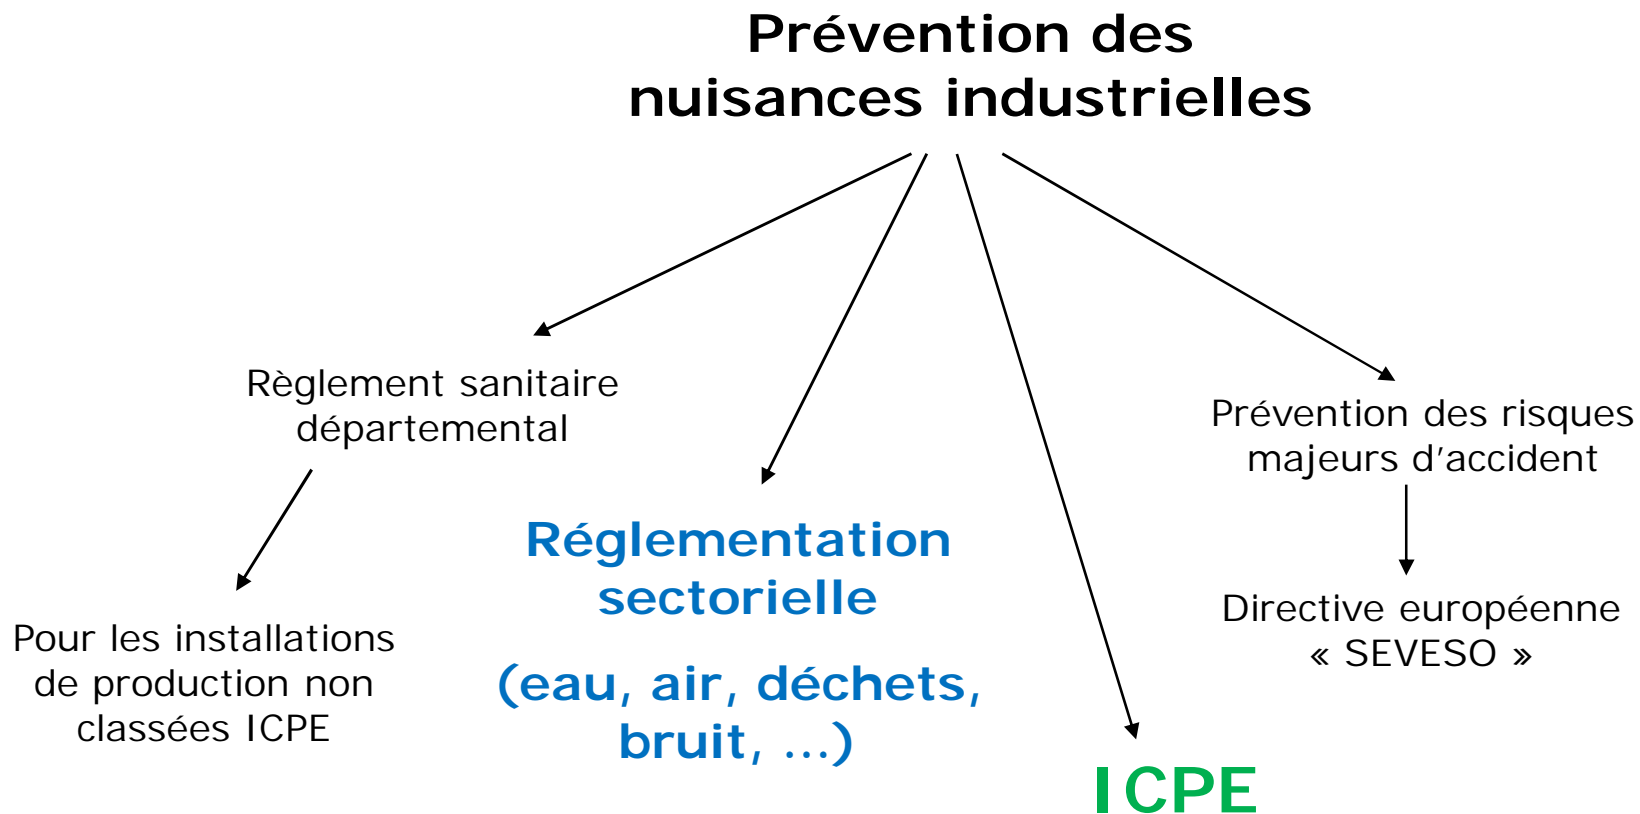 Prévention des
nuisances industrielles
Règlement sanitaire
départemental
Pour les installations
de production non
classées ICPE
Réglementation
sectorielle
(eau, air, déchets,
bruit, ...)
ICPE
Prévention des risques
majeurs d’accident
Directive européenne
« SEVESO »